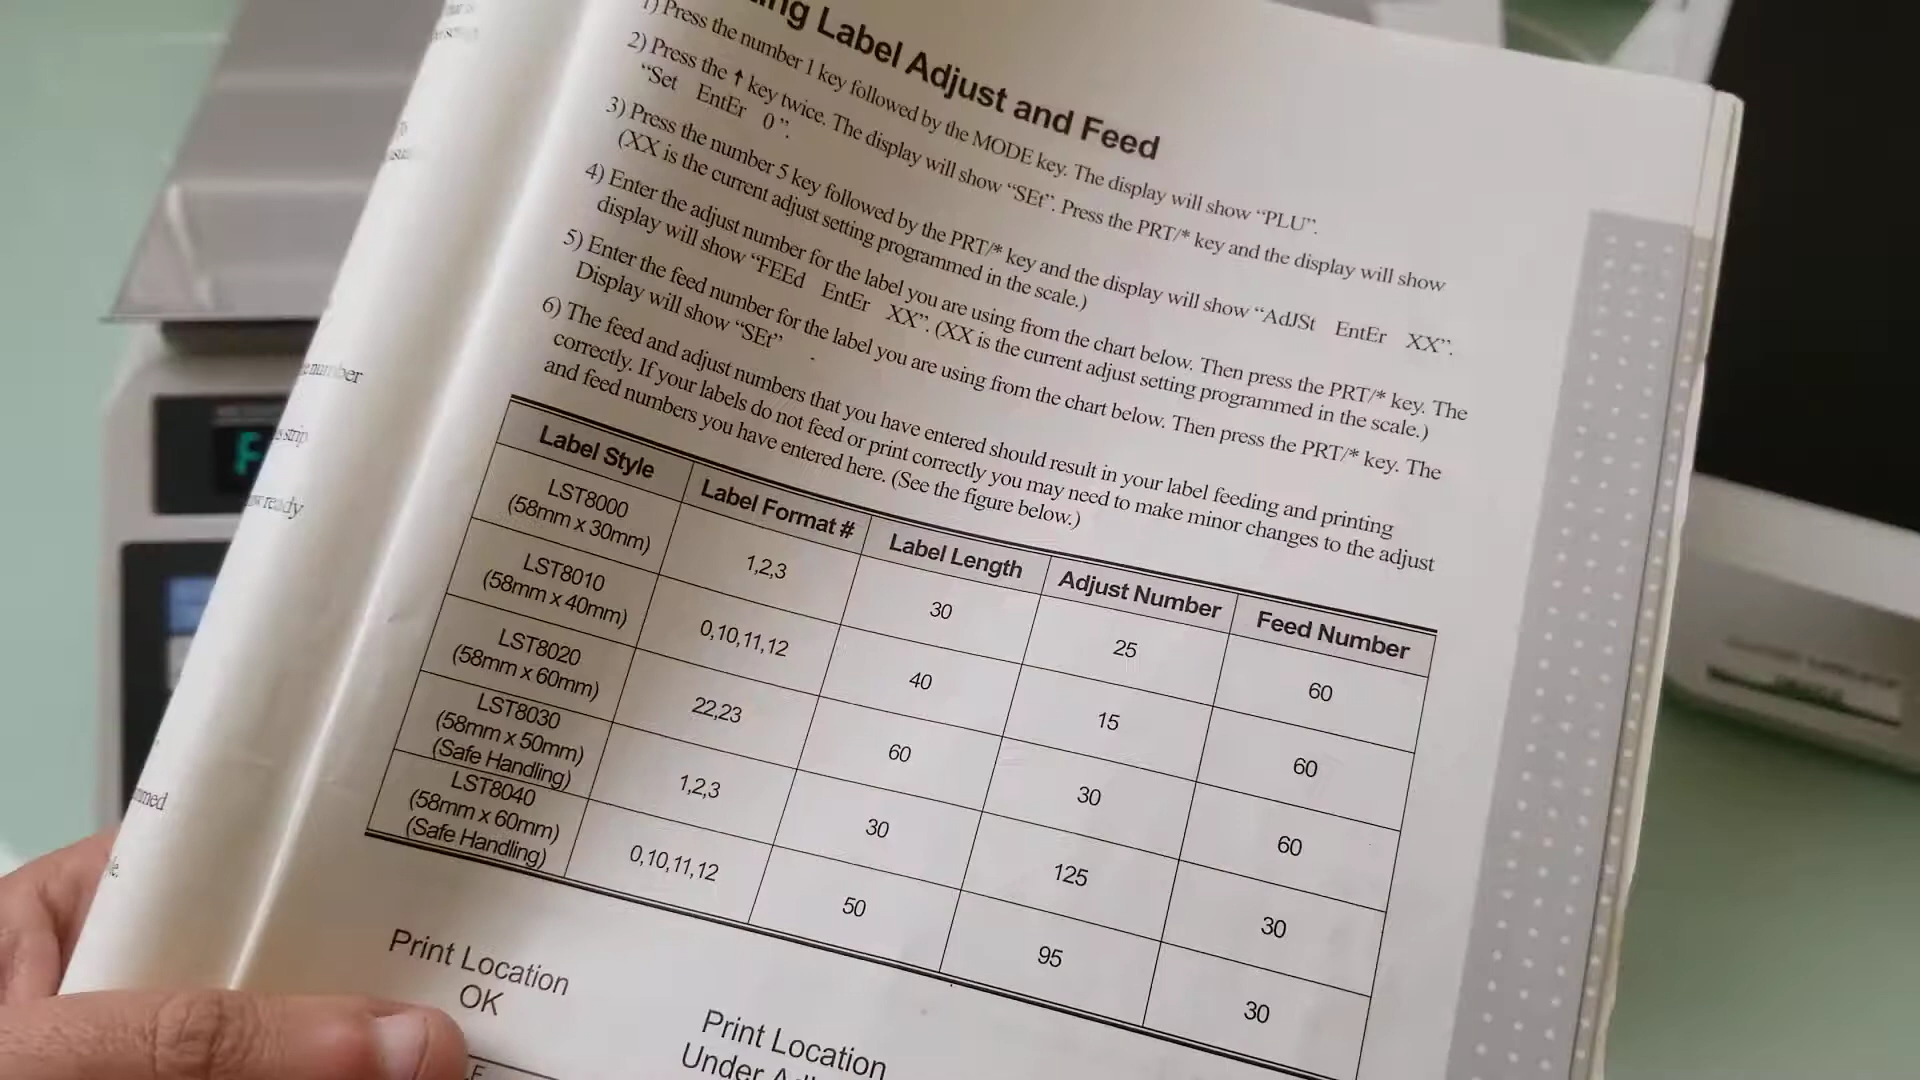 Label Adjust and Feed
1) Press the number 1 key followed by the MODE key. The display will show “PLU”.
2) Press the ↑ key twice. The display will show “SEt”. Press the PRT/* key and the display will show
“Set EntEr 0”.
3) Press the number 5 key followed by the PRT/* key and the display will show “AdJSt EntEr XX”.
(XX is the current adjust setting programmed in the scale.)
4) Enter the adjust number for the label you are using from the chart below. Then press the PRT/* key. The
display will show “FEEd EntEr XX”. (XX is the current adjust setting programmed in the scale.)
5) Enter the feed number for the label you are using from the chart below. Then press the PRT/* key. The
Display will show “SEt”
6) The feed and adjust numbers that you have entered should result in your label feeding and printing
correctly. If your labels do not feed or print correctly you may need to make minor changes to the adjust
and feed numbers you have entered here. (See the figure below.)
Label Style Label Format # Label Length Adjust Number Feed Number
LST8000
(58mm x 30mm) 1,2,3 30 25 60
LST8010
(58mm x 40mm) 0,10,11,12 40 15 60
LST8020
(58mm x 60mm) 22,23 60 30 60
LST8030
(58mm x 50mm)
(Safe Handling) 1,2,3 30 125 30
LST8040
(58mm x 60mm)
(Safe Handling) 0,10,11,12 50 95 30
Print Location
OK
Print Location
Under
number
strip
ready